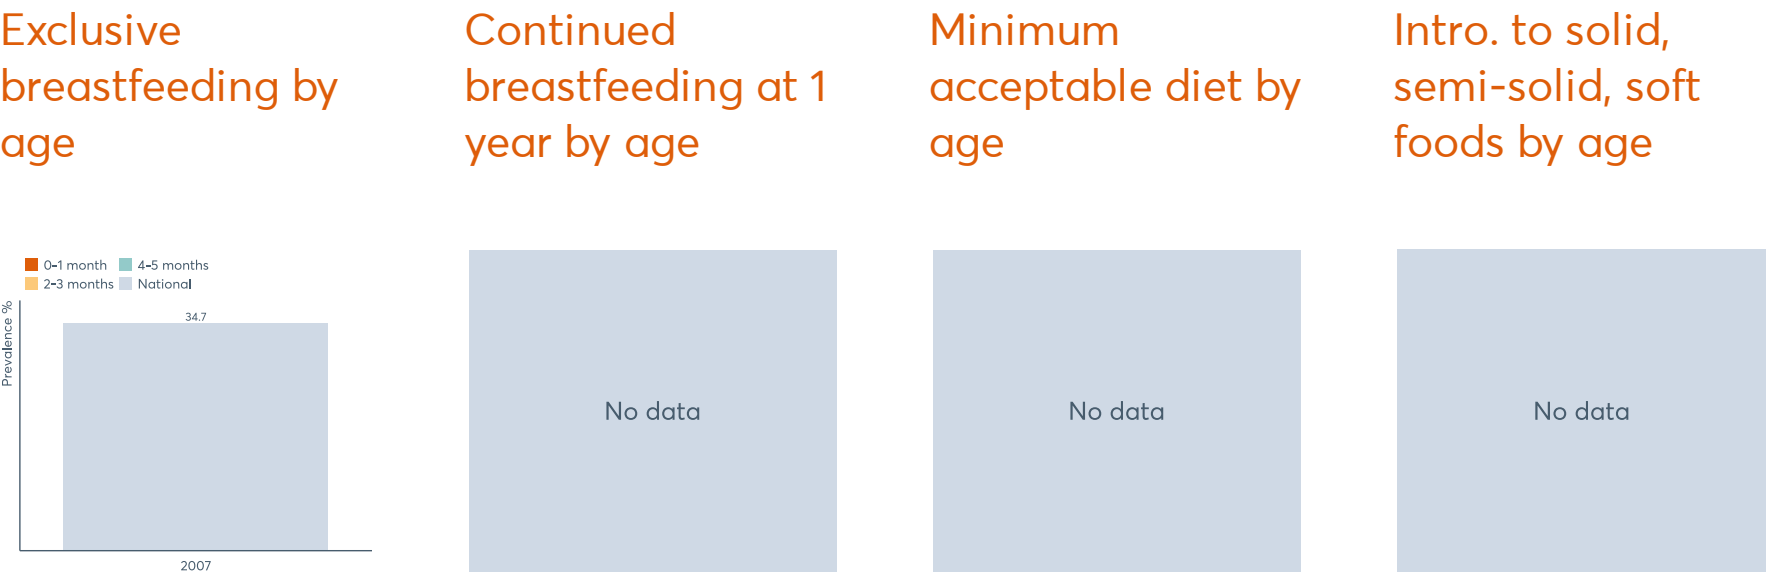 Exclusive
breastfeeding by
age
Continued
breastfeeding at 1
year by age
Minimum
acceptable diet by
age
Intro. to solid,
semi-solid, soft
foods by age
0-1 month
4-5 months
2-3 months
National
Prevalence %
34.7
2007
No data
No data
No data